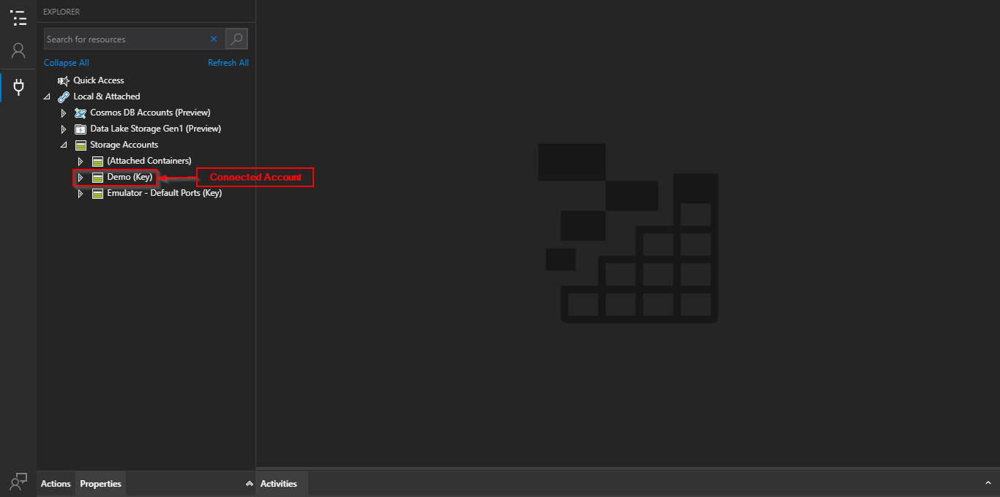 EXPLORER
Search for resources
Collapse All
Refresh All
Quick Access
Local & Attached
Cosmos DB Accounts (Preview)
Data Lake Storage Gen1 (Preview)
Storage Accounts
(Attached Containers)
Demo (Key)
Connected Account
Emulator - Default Ports (Key)
Actions
Properties
Activities